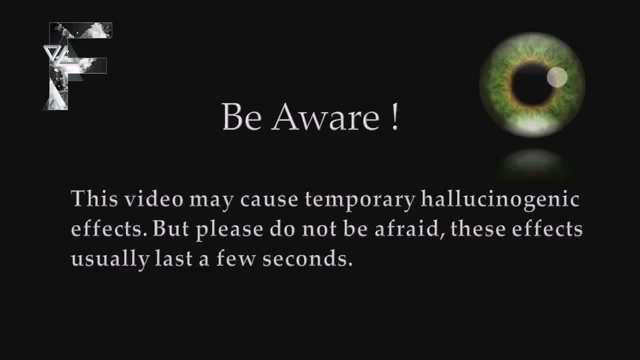 F
Be Aware !
This video may cause temporary hallucinogenic
effects. But please do not be afraid, these effects
usually last a few seconds.